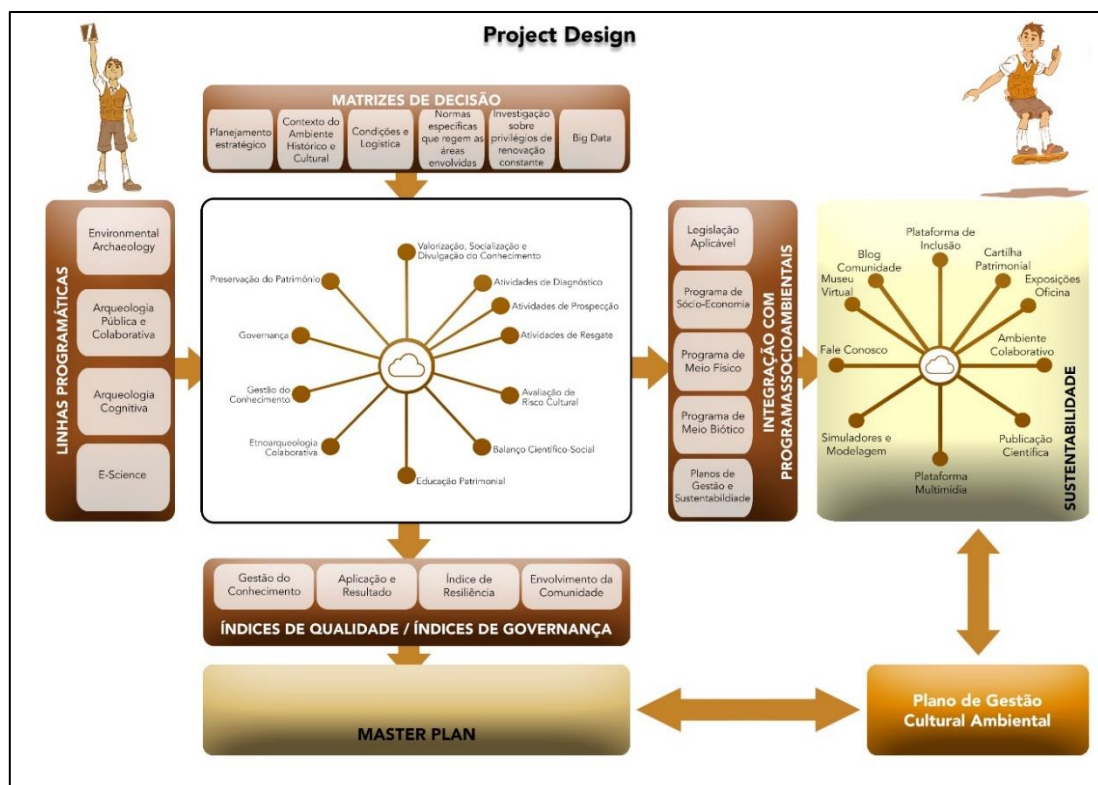 Project Design
MATRIZES DE DECISÃO
Planejamento
estratégico
Contexto do
Ambiente
Histórico e
Cultural
Condições e
Logística
Normas
específicas
que regem as
áreas
envolvidas
Investigação
sobre
privilégios de
renovação
constante
Big Data
LINHAS PROGRAMÁTICAS
Environmental
Archaeology
Arqueologia
Pública e
Colaborativa
Arqueologia
Cognitiva
E-Science
Valorização, Socialização e
Divulgação do Conhecimento
Preservação do Patrimônio
Atividades de Diagnóstico
Atividades de Prospecção
Governança
Atividades de Resgate
Gestão do
Conhecimento
Avaliação de
Risco Cultural
Etnoarqueologia
Colaborativa
Balanço Científico-Social
Educação Patrimonial
Legislação
Aplicável
Programa de
Sócio-Economia
Programa de
Meio Físico
Programa de
Meio Biótico
Planos de
Gestão e
Sustentabildiade
INTEGRAÇÃO COM
PROGRAMASSOCIOAMBIENTAIS
Plataforma de
Inclusão
Blog
Comunidade
Cartilha
Patrimonial
Museu
Virtual
Exposições
Oficina
Fale Conosco
Ambiente
Colaborativo
Simuladores e
Modelagem
Publicação
Científica
Plataforma
Multimidia
SUSTENTABILIDADE
Gestão do
Conhecimento
Aplicação e
Resultado
Índice de
Resiliência
Envolvimento da
Comunidade
ÍNDICES DE QUALIDADE / ÍNDICES DE GOVERNANÇA
MASTER PLAN
Plano de Gestão
Cultural Ambiental